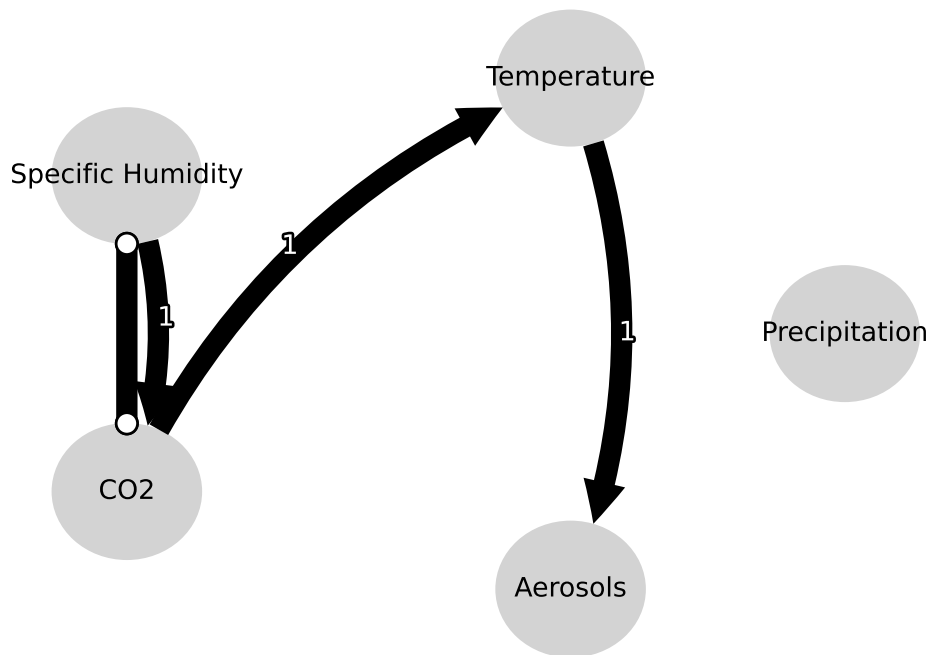 Temperature
Specific Humidity
1
1
1
Precipitation
CO2
Aerosols